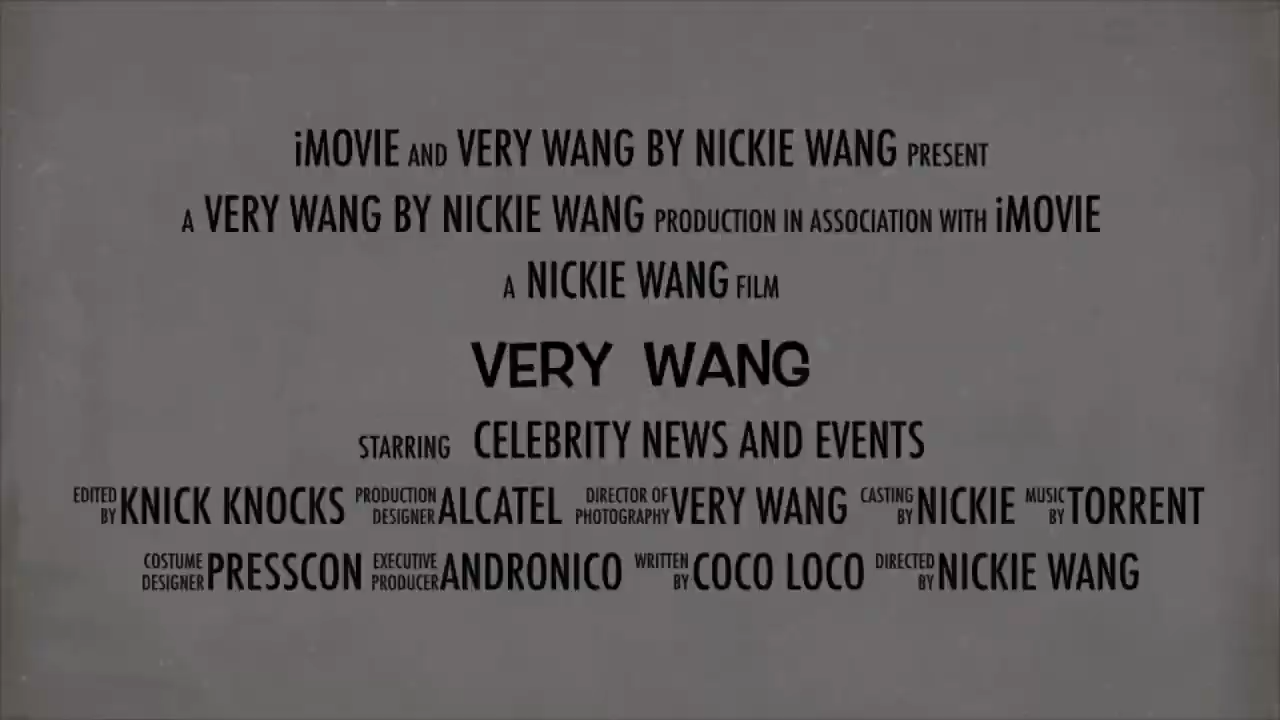 iMOVIE AND VERY WANG BY NICKIE WANG PRESENT
A VERY WANG BY NICKIE WANG PRODUCTION IN ASSOCIATION WITH iMOVIE
A NICKIE WANG FILM
VERY WANG
STARRING CELEBRITY NEWS AND EVENTS
EDITED BY KNICK KNOCKS PRODUCTION DESIGNER ALCATEL DIRECTOR OF PHOTOGRAPHY VERY WANG CASTING BY NICKIE MUSIC BY TORRENT
COSTUME DESIGNER PRESSCON EXECUTIVE PRODUCER ANDRONICO WRITTEN BY COCO LOCO DIRECTED BY NICKIE WANG